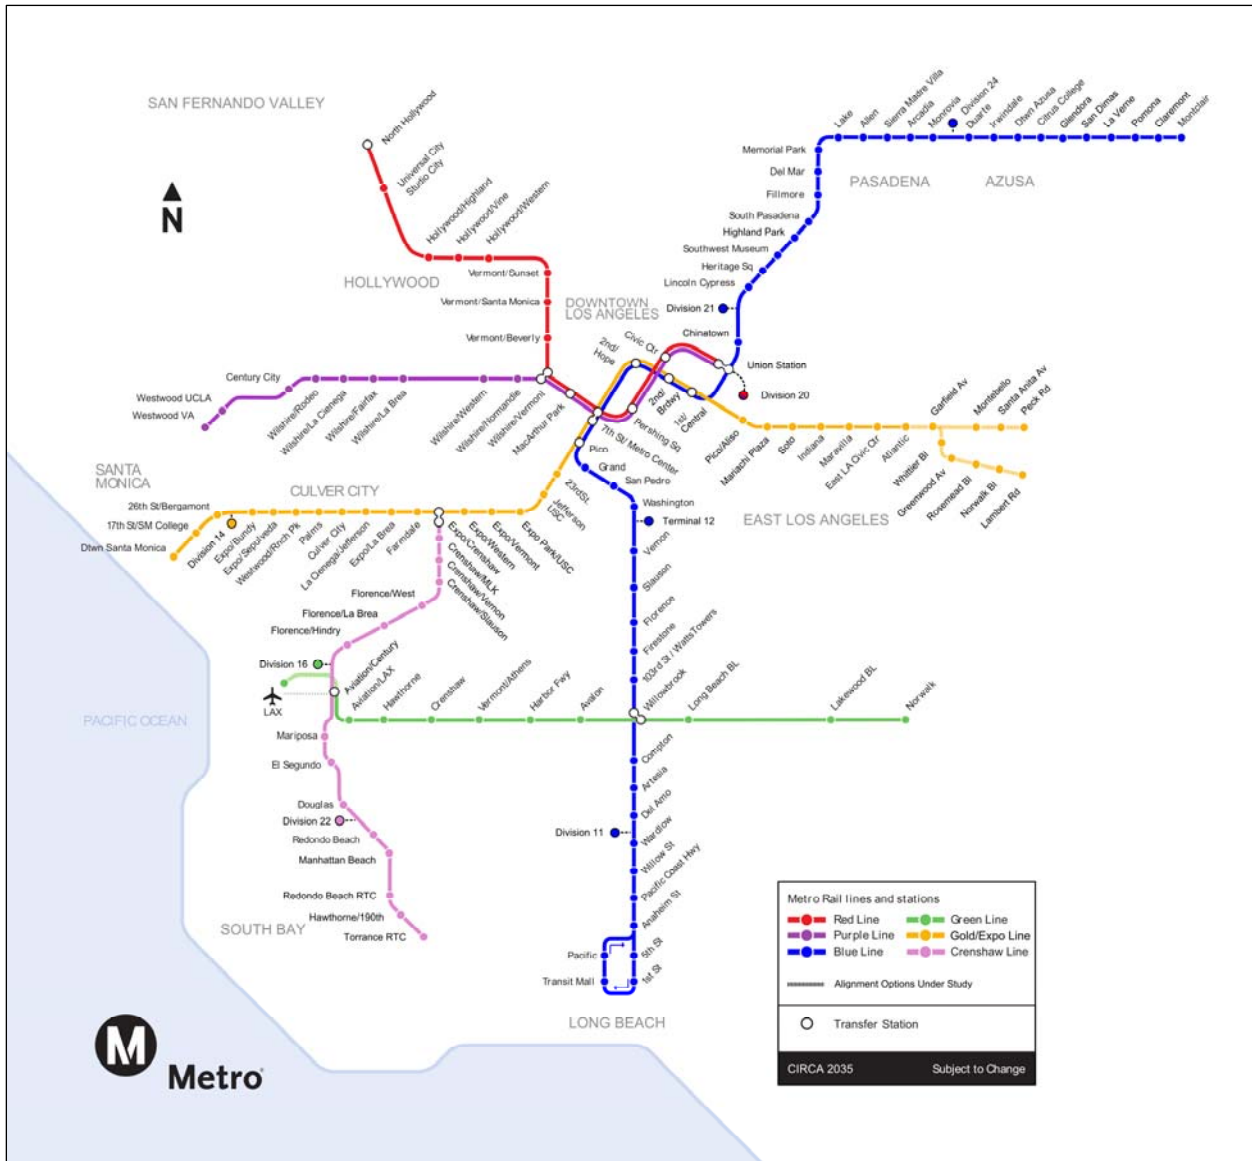 SAN FERNANDO VALLEY
N
North Hollywood
Universal City
Studio City
Hollywood/Highland
Hollywood/Vine
Hollywood/Western
HOLLYWOOD
Vermont/Sunset
Vermont/Santa Monica
Vermont/Beverly
DOWNTOWN
LOS ANGELES
Lake
Allen
Sierra Madre Villa
Arcadia
Monrovia
Division 24
Duarte
Irwindale
Dtwn Azusa
Citrus College
Glendora
San Dimas
La Verne
Pomona
Claremont
Montclair
Memorial Park
Del Mar
Fillmore
PASADENA
AZUSA
South Pasadena
Highland Park
Southwest Museum
Heritage Sq
Lincoln Cypress
Division 21
Chinatown
Union Station
Division 20
Civic Ctr
2nd/
Hope
2nd/
Brdwy
1st/
Central
Century City
Westwood UCLA
Westwood VA
Wilshire/Rodeo
Wilshire/La Cienega
Wilshire/Fairfax
Wilshire/La Brea
Wilshire/Western
Wilshire/Normandie
Wilshire/Vermont
MacArthur Park
Pershing Sq
7th St/ Metro Center
Pico
Grand
San Pedro
23rdSt.
Jefferson
USC
Washington
Terminal 12
Pico/Aliso
Mariachi Plaza
Soto
Indiana
Maravilla
East LA Civic Ctr
Atlantic
Garfield Av
Montebello
Santa Anita Av
Peck Rd
Whittier Bl
Greenwood Av
Rosemead Bl
Norwalk Bl
Lambert Rd
EAST LOS ANGELES
SANTA
MONICA
CULVER CITY
26th St/Bergamont
17th St/SM College
Dtwn Santa Monica
Division 14
Expo/Bundy
Expo/Sepulveda
Westwood/Rnch Pk
Palms
Culver City
La Cienega/Jefferson
Expo/La Brea
Farmdale
Expo/Crenshaw
Expo/Western
Expo/Vermont
Expo Park/USC
Crenshaw/MLK
Crenshaw/Vernon
Crenshaw/Slauson
Florence/West
Florence/La Brea
Florence/Hindry
Vernon
Slauson
Florence
Firestone
103rd St / WattsTowers
Division 16
LAX
Aviation/Century
Aviation/LAX
Hawthorne
Crenshaw
Vermont/Athens
Harbor Fwy
Avalon
Willowbrook
Long Beach BL
Lakewood BL
Norwalk
PACIFIC OCEAN
Mariposa
El Segundo
Douglas
Division 22
Redondo Beach
Manhattan Beach
Redondo Beach RTC
Hawthorne/190th
Torrance RTC
SOUTH BAY
Compton
Artesia
Del Amo
Division 11
Wardlow
Willow St
Pacific Coast Hwy
Anaheim St
Pacific
5th St
Transit Mall
1st St
LONG BEACH
Metro Rail lines and stations
Red Line
Green Line
Purple Line
Gold/Expo Line
Blue Line
Crenshaw Line
Alignment Options Under Study
Transfer Station
CIRCA 2035
Subject to Change
M
Metro